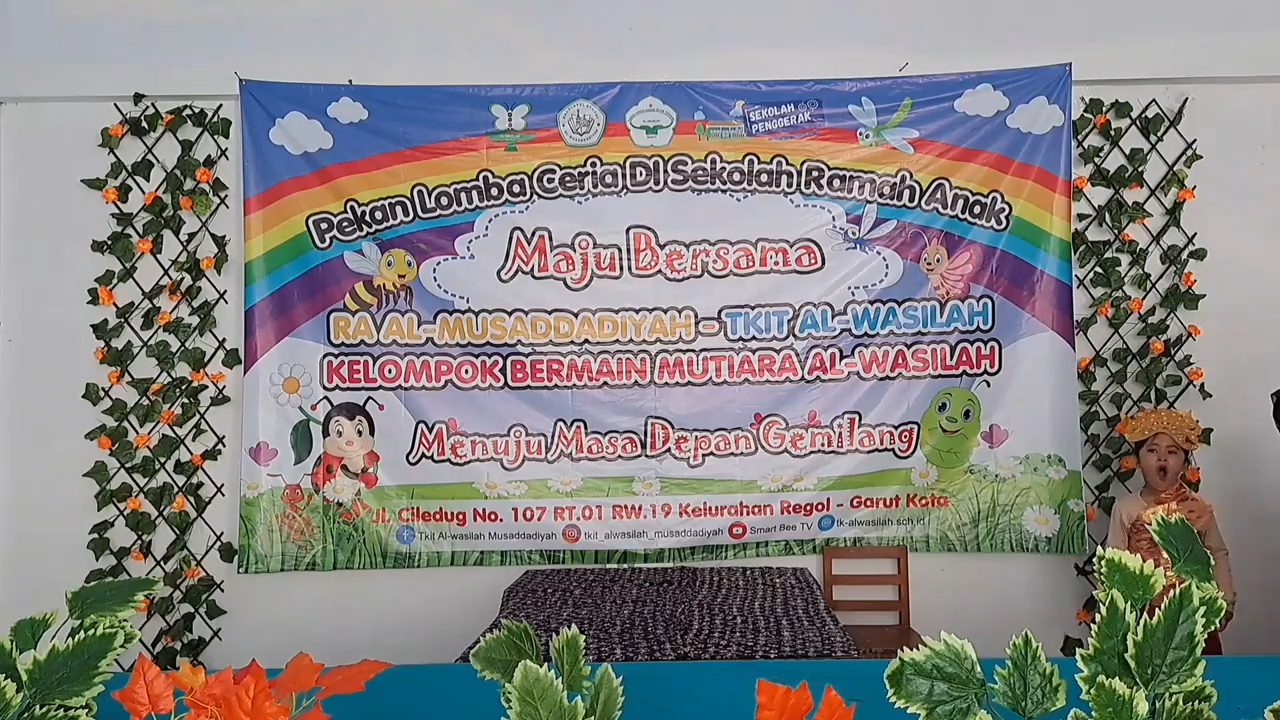 SEKOLAH
PENGGERAK
Pekan Lomba Ceria DI Sekolah Ramah Anak
Maju Bersama
RA AL-MUSADDADIYAH - TKIT AL-WASILAH
KELOMPOK BERMAIN MUTIARA AL-WASILAH
Menuju Masa Depan Gemilang
Jl. Ciledug No. 107 RT.01 RW.19 Kelurahan Regol - Garut Kota
Tkit Al-wasilah Musaddadiyah tkit_alwasilah_musaddadiyah Smart Bee TV tk-alwasilah.sch.id